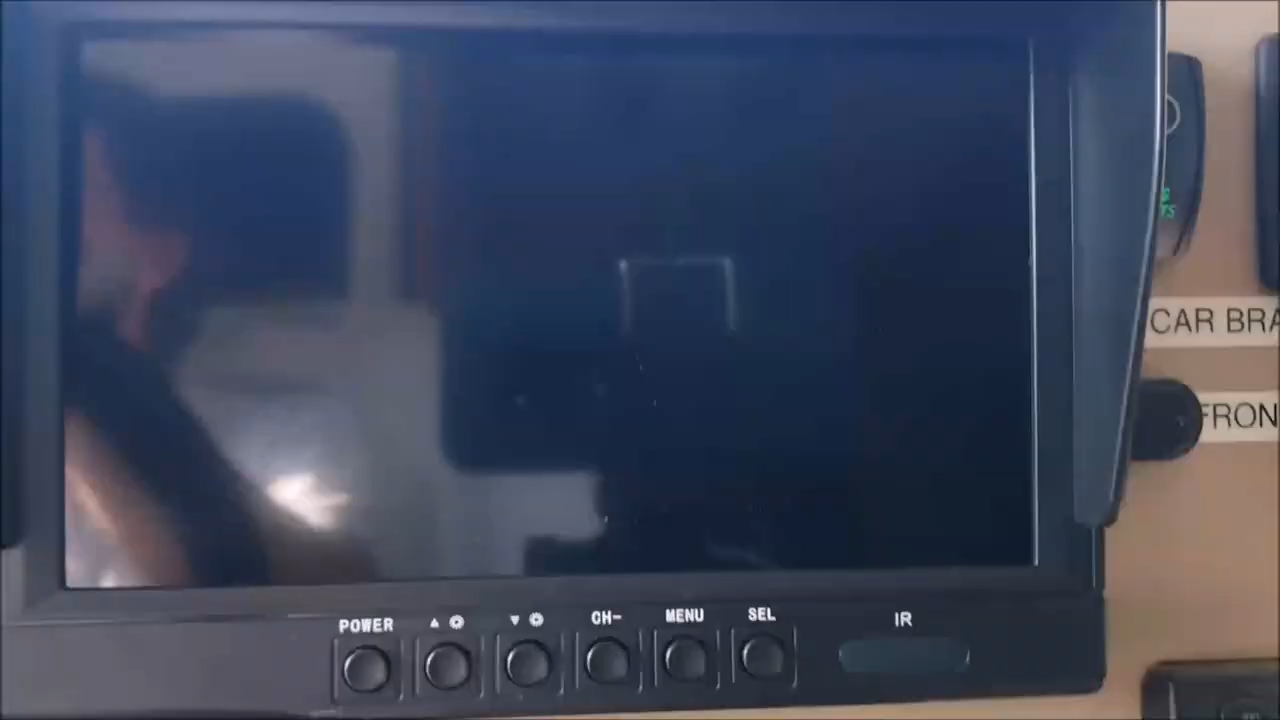 CAR BRA
FRON
POWER ▲ ▼ CH- MENU SEL IR